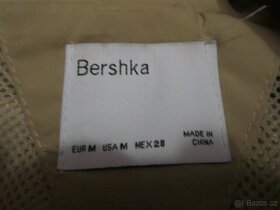 Bershka
EUR M USA M MEX 28
MADE IN
CHINA
Bazos.cz